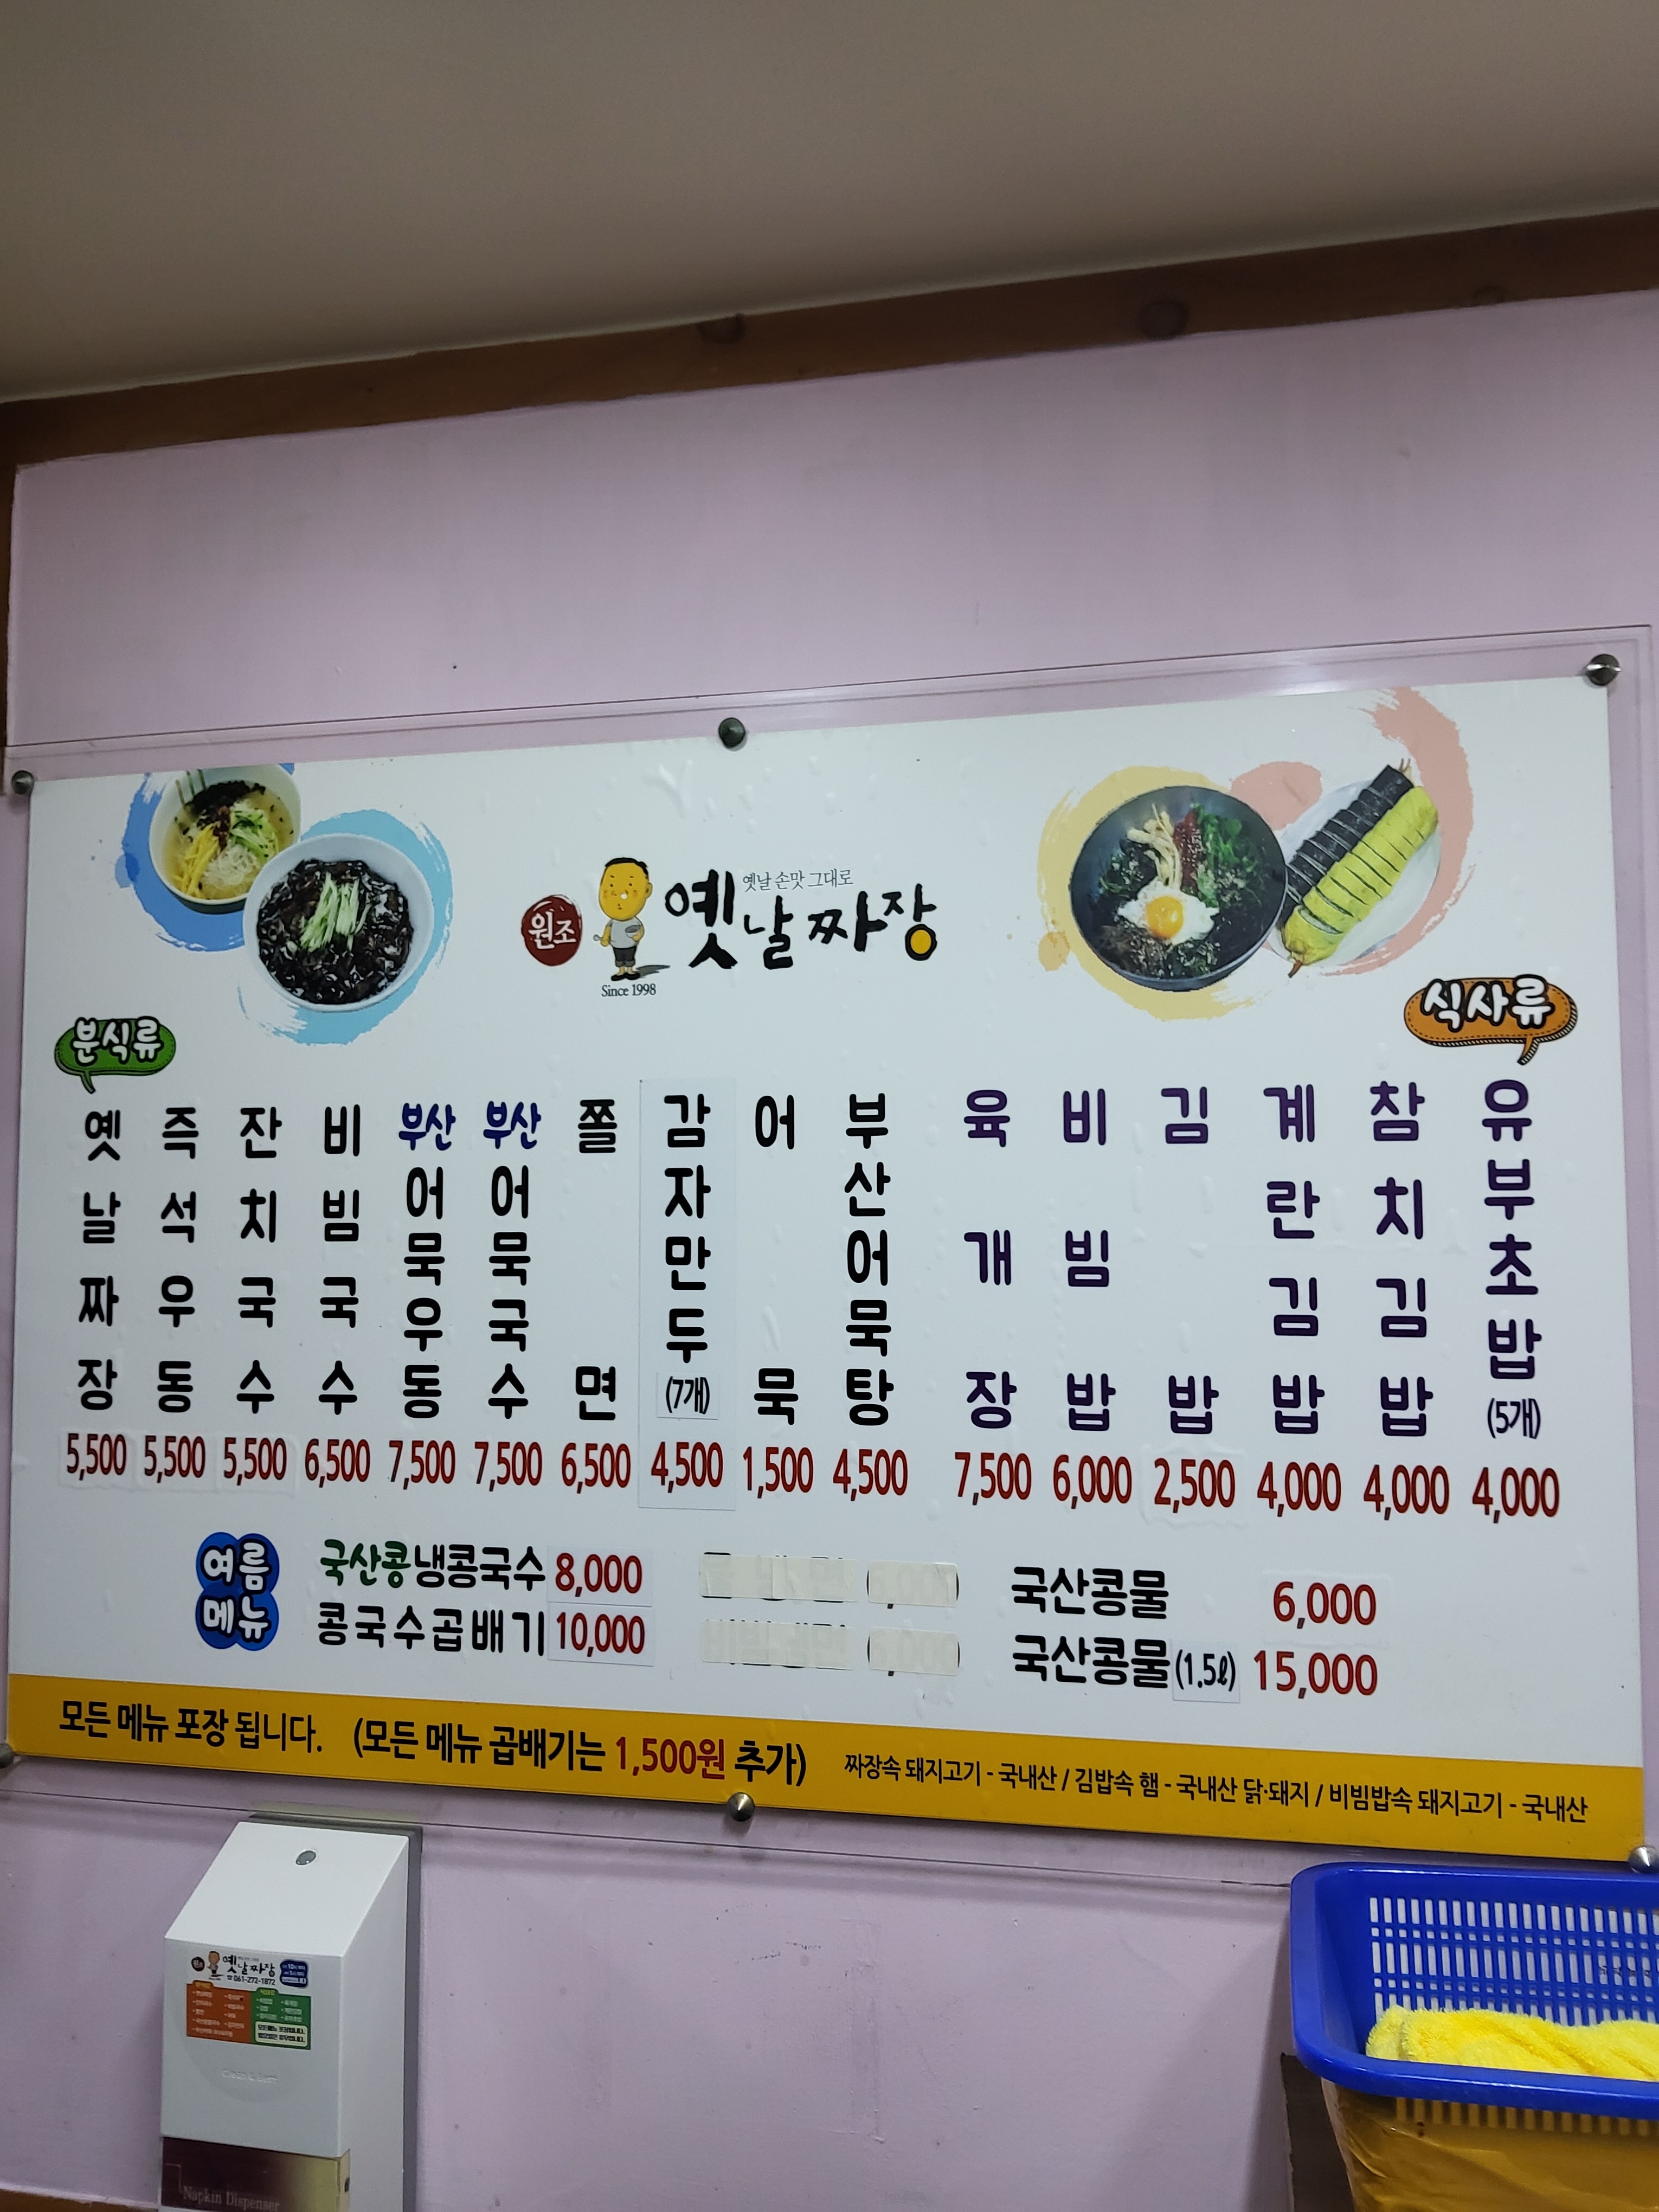 옛날 손맛 그대로
원조 옛날짜장
Since 1998
분식류
옛날짜장 5,500
즉석우동 5,500
잔치국수 5,500
비빔국수 6,500
부산어묵우동 7,500
부산어묵국수 7,500
쫄면 6,500
감자만두 (7개) 4,500
어묵 1,500
부산어묵탕 4,500
식사류
육개장 7,500
비빔밥 6,000
김밥 2,500
계란김밥 4,000
참치김밥 4,000
유부초밥 (5개) 4,000
여름
메뉴
국산콩냉콩국수 8,000
콩국수곱배기 10,000
국산콩물 6,000
국산콩물(1.5ℓ) 15,000
모든 메뉴 포장 됩니다. (모든 메뉴 곱배기는 1,500원 추가)
짜장속 돼지고기 - 국내산 / 김밥속 햄 - 국내산 닭·돼지 / 비빔밥속 돼지고기 - 국내산
옛날짜장
061-272-1872
Napkin Dispenser